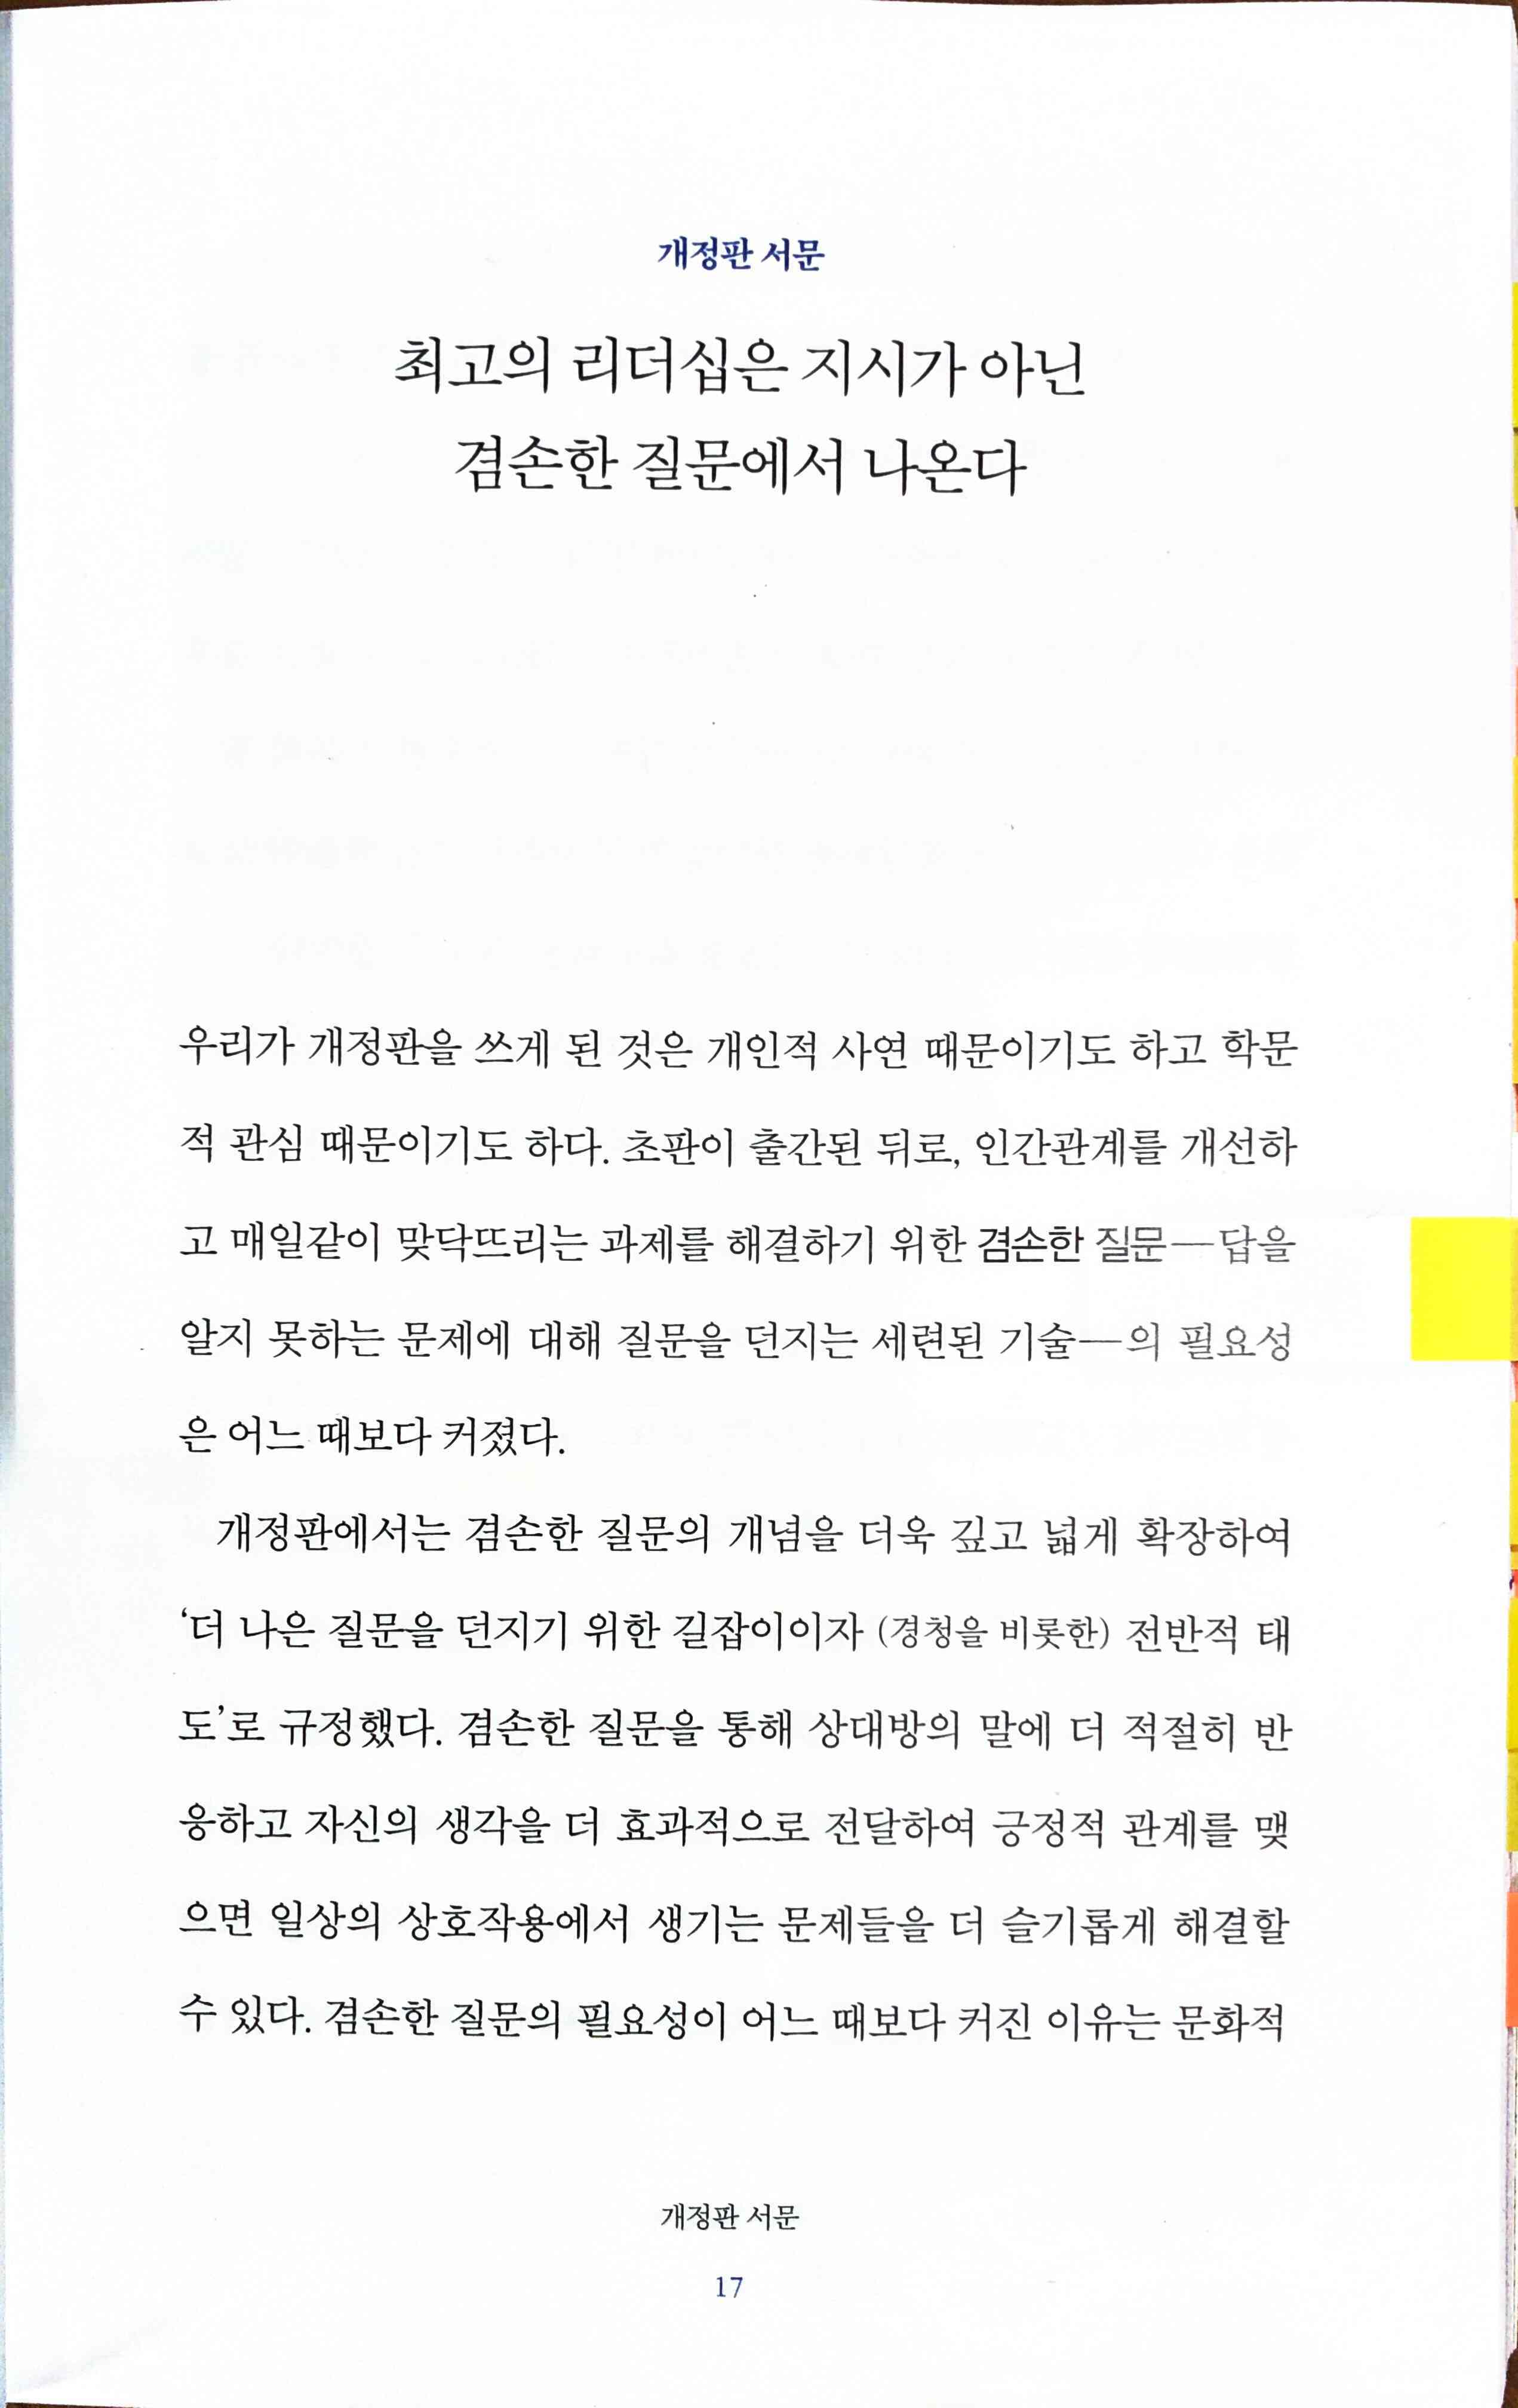 개정판 서문
최고의 리더십은 지시가 아닌
겸손한 질문에서 나온다
우리가 개정판을 쓰게 된 것은 개인적 사연 때문이기도 하고 학문
적 관심 때문이기도 하다. 초판이 출간된 뒤로, 인간관계를 개선하
고 매일같이 맞닥뜨리는 과제를 해결하기 위한 겸손한 질문—답을
알지 못하는 문제에 대해 질문을 던지는 세련된 기술—의 필요성
은 어느 때보다 커졌다.
개정판에서는 겸손한 질문의 개념을 더욱 깊고 넓게 확장하여
‘더 나은 질문을 던지기 위한 길잡이이자 (경청을 비롯한) 전반적 태
도’로 규정했다. 겸손한 질문을 통해 상대방의 말에 더 적절히 반
응하고 자신의 생각을 더 효과적으로 전달하여 긍정적 관계를 맺
으면 일상의 상호작용에서 생기는 문제들을 더 슬기롭게 해결할
수 있다. 겸손한 질문의 필요성이 어느 때보다 커진 이유는 문화적
개정판 서문
17